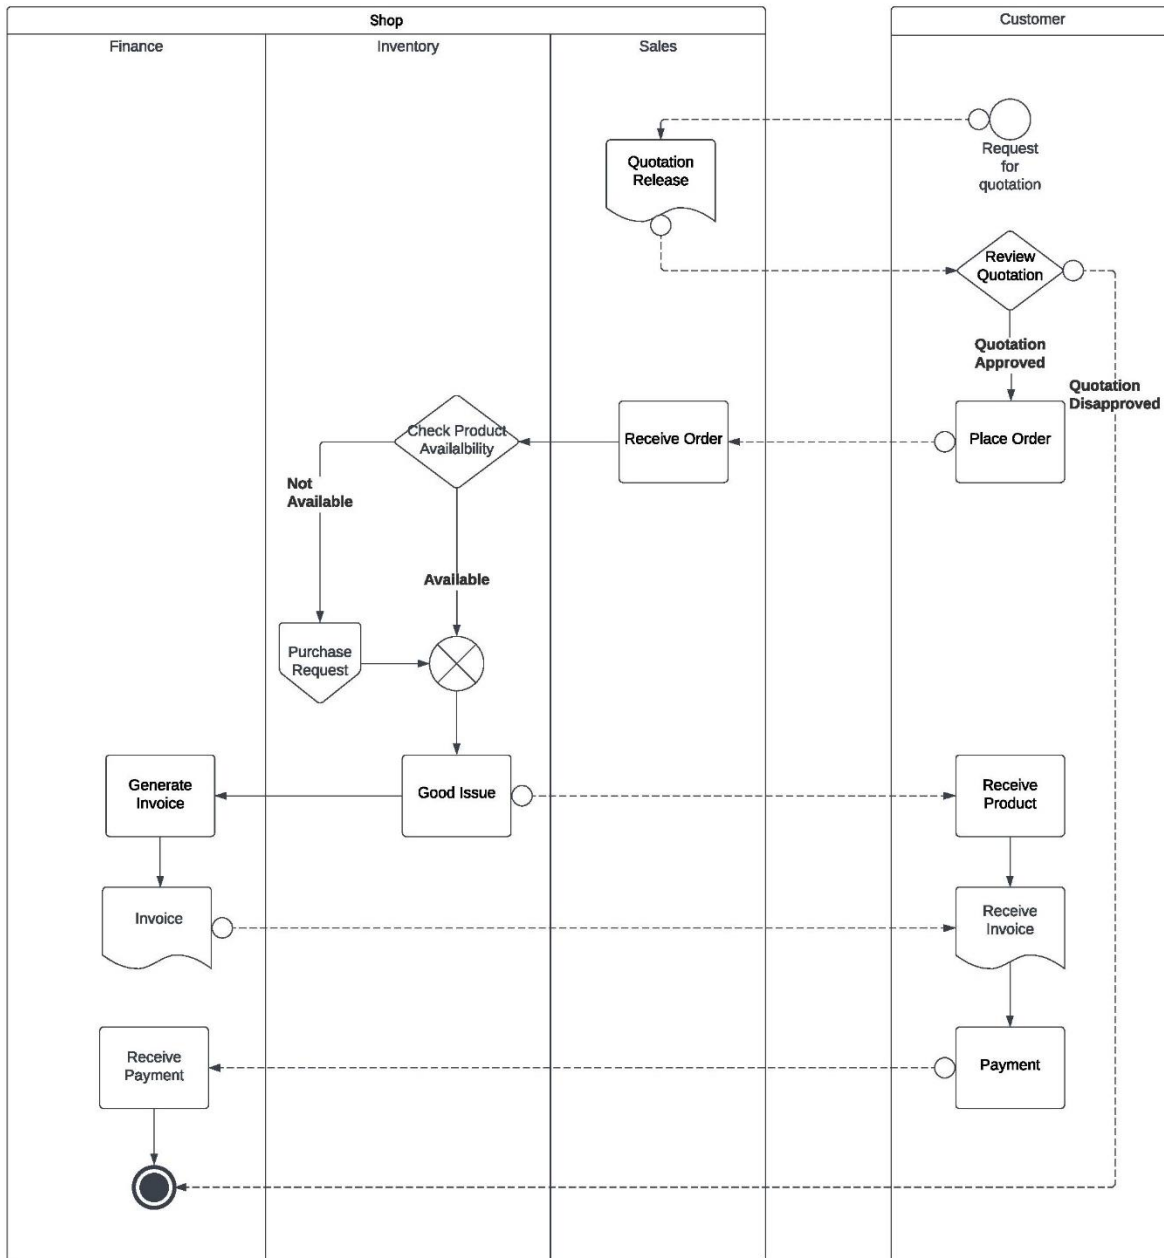 Shop
Customer
Finance
Inventory
Sales
Request
for
quotation
Quotation
Release
Review
Quotation
Quotation
Approved
Quotation
Disapproved
Check Product
Availalbility
Receive Order
Place Order
Not
Available
Available
Purchase
Request
Generate
Invoice
Good Issue
Receive
Product
Invoice
Receive
Invoice
Receive
Payment
Payment